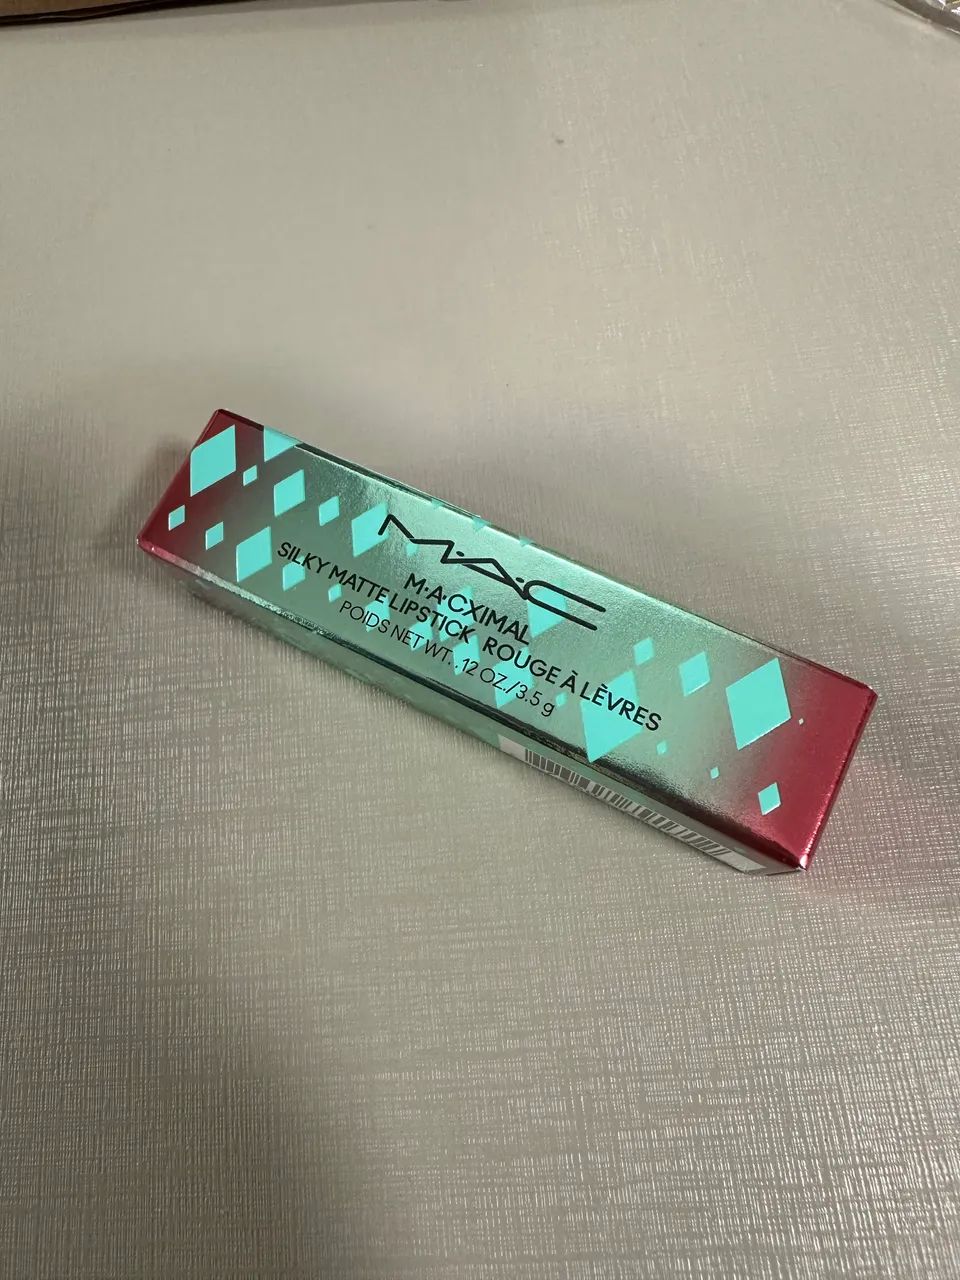 M·A·C
M·A·CXIMAL
SILKY MATTE LIPSTICK ROUGE À LÈVRES
POIDS NET WT. .12 OZ./3.5 g